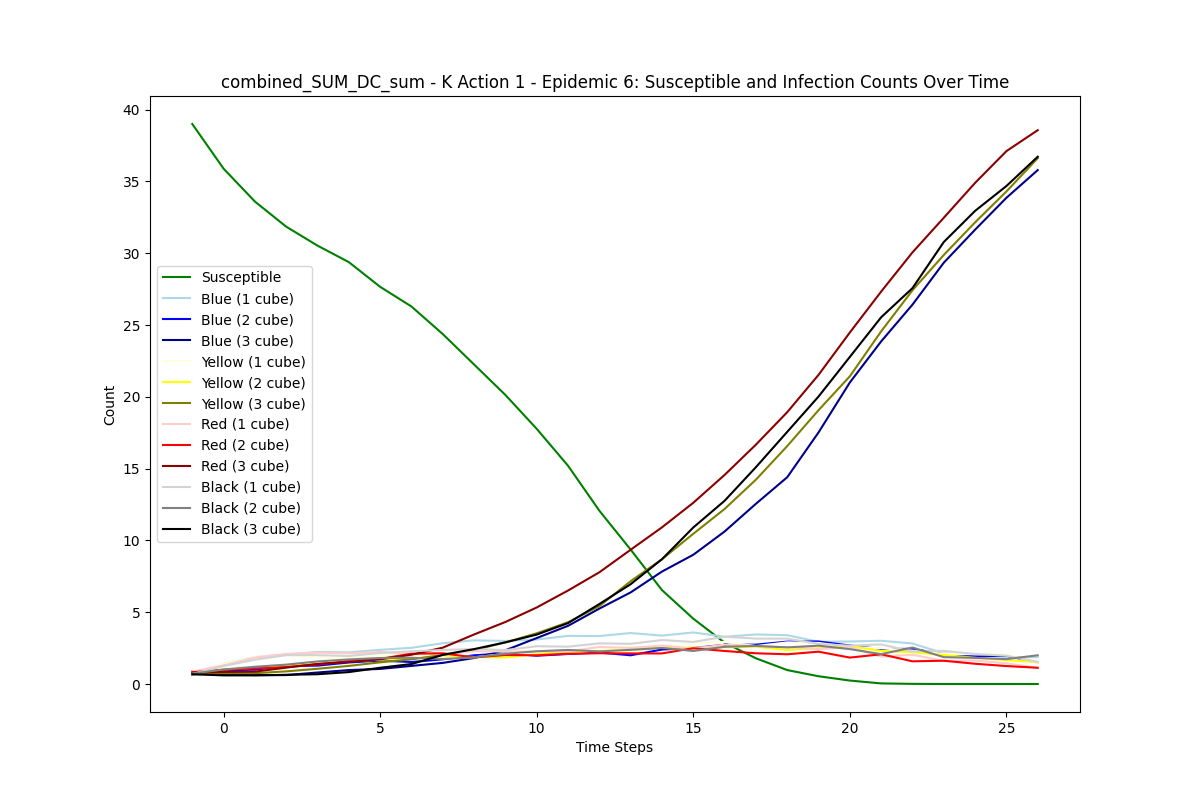 combined_SUM_DC_sum - K Action 1 - Epidemic 6: Susceptible and Infection Counts Over Time
40
35
30
25
20
15
10
5
0
Count
Susceptible
Blue (1 cube)
Blue (2 cube)
Blue (3 cube)
Yellow (1 cube)
Yellow (2 cube)
Yellow (3 cube)
Red (1 cube)
Red (2 cube)
Red (3 cube)
Black (1 cube)
Black (2 cube)
Black (3 cube)
0 5 10 15 20 25
Time Steps